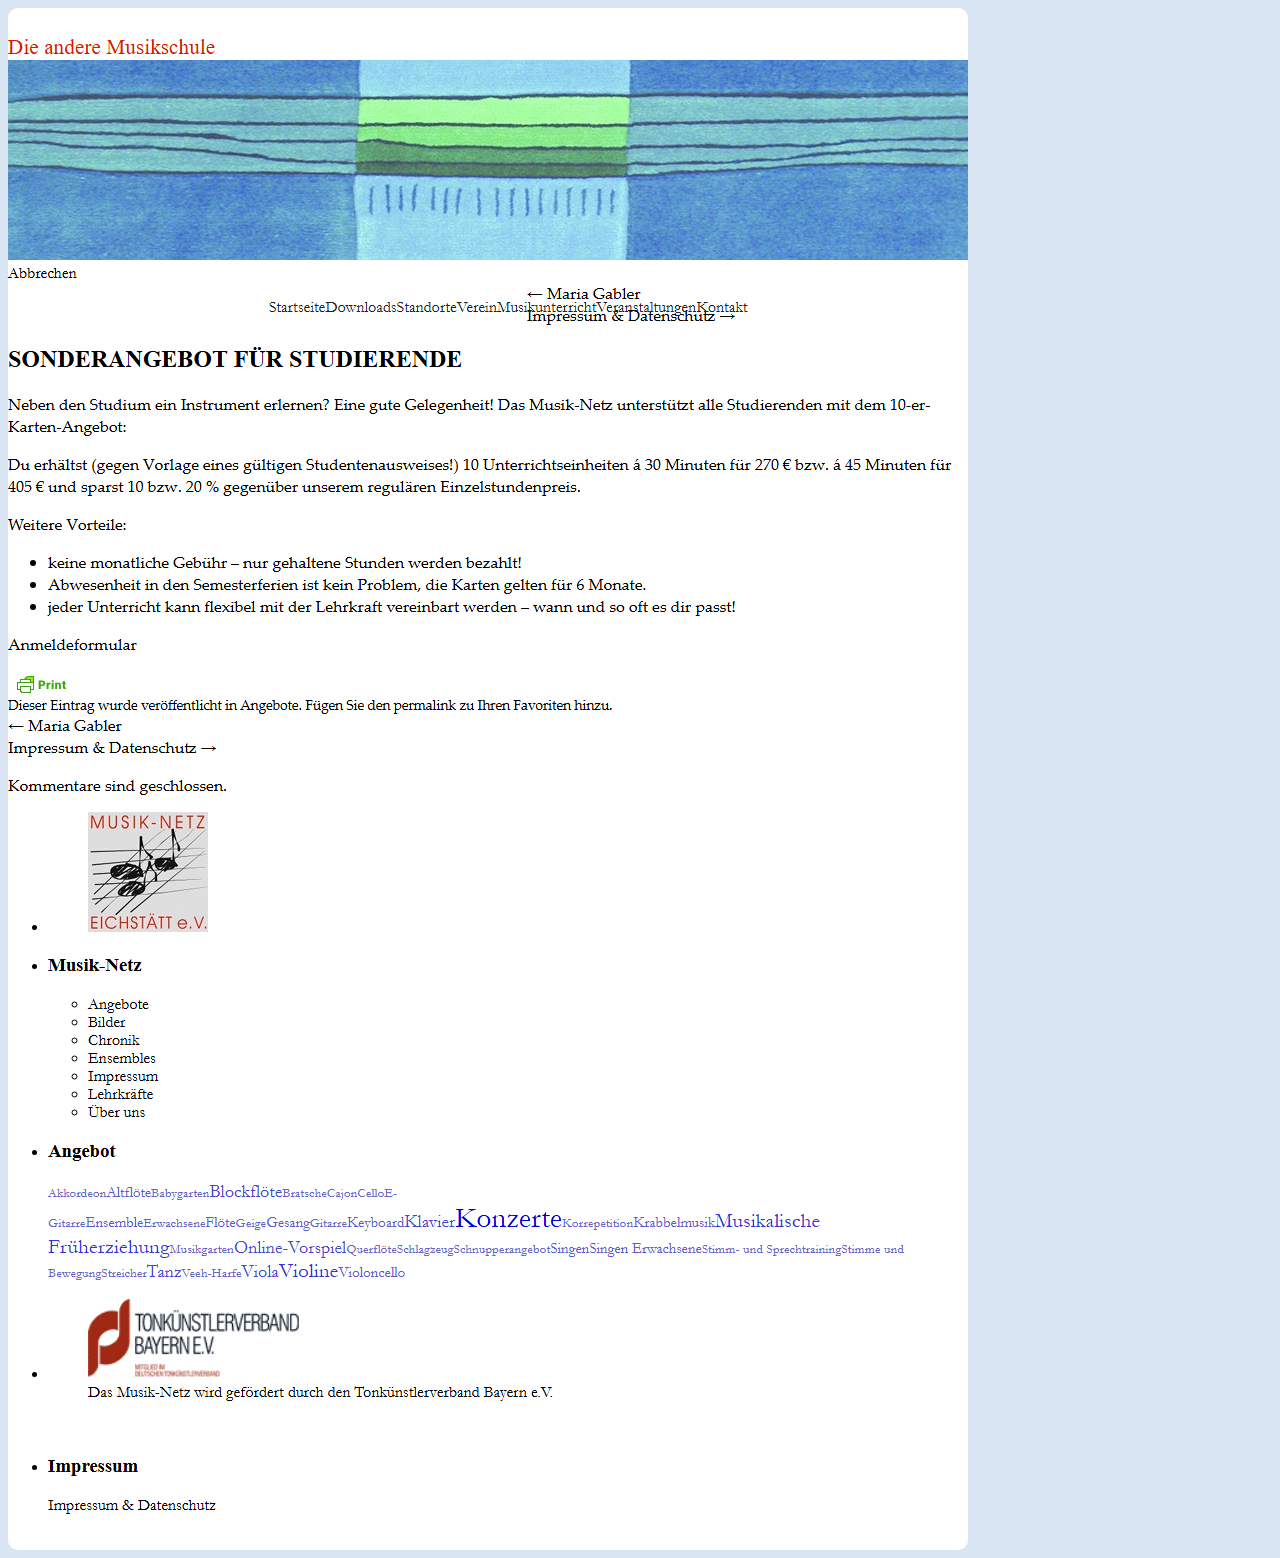 Die andere Musikschule
Abbrechen
← Maria Gabler
StartseiteDownloadsStandorteVereinMusikunterrichtVeranstaltungenKontakt
Impressum & Datenschutz →
SONDERANGEBOT FÜR STUDIERENDE
Neben den Studium ein Instrument erlernen? Eine gute Gelegenheit! Das Musik-Netz unterstützt alle Studierenden mit dem 10-er-
Karten-Angebot:
Du erhältst (gegen Vorlage eines gültigen Studentenausweises!) 10 Unterrichtseinheiten á 30 Minuten für 270 € bzw. á 45 Minuten für
405 € und sparst 10 bzw. 20 % gegenüber unserem regulären Einzelstundenpreis.
Weitere Vorteile:
keine monatliche Gebühr – nur gehaltene Stunden werden bezahlt!
Abwesenheit in den Semesterferien ist kein Problem, die Karten gelten für 6 Monate.
jeder Unterricht kann flexibel mit der Lehrkraft vereinbart werden – wann und so oft es dir passt!
Anmeldeformular
Print
Dieser Eintrag wurde veröffentlicht in Angebote. Fügen Sie den permalink zu Ihren Favoriten hinzu.
← Maria Gabler
Impressum & Datenschutz →
Kommentare sind geschlossen.
MUSIK-NETZ
EICHSTÄTT e.V.
Musik-Netz
Angebote
Bilder
Chronik
Ensembles
Impressum
Lehrkräfte
Über uns
Angebot
AkkordeonAltflöteBabygartenBlockflöteBratscheCajonCelloE-
GitarreEnsembleErwachseneFlöteGeigeGesangGitarreKeyboardKlavierKonzerteKorrepetitionKrabbelmusikMusikalische
FrüherziehungMusikgartenOnline-VorspielQuerflöteSchlagzeugSchnupperangebotSingenSingen ErwachseneStimm- und SprechtrainingStimme und
BewegungStreicherTanzVeeh-HarfeViolaViolineVioloncello
TONKÜNSTLERVERBAND
BAYERN E.V.
MITGLIED IM
DEUTSCHEN TONKÜNSTLERVERBAND
Das Musik-Netz wird gefördert durch den Tonkünstlerverband Bayern e.V.
Impressum
Impressum & Datenschutz